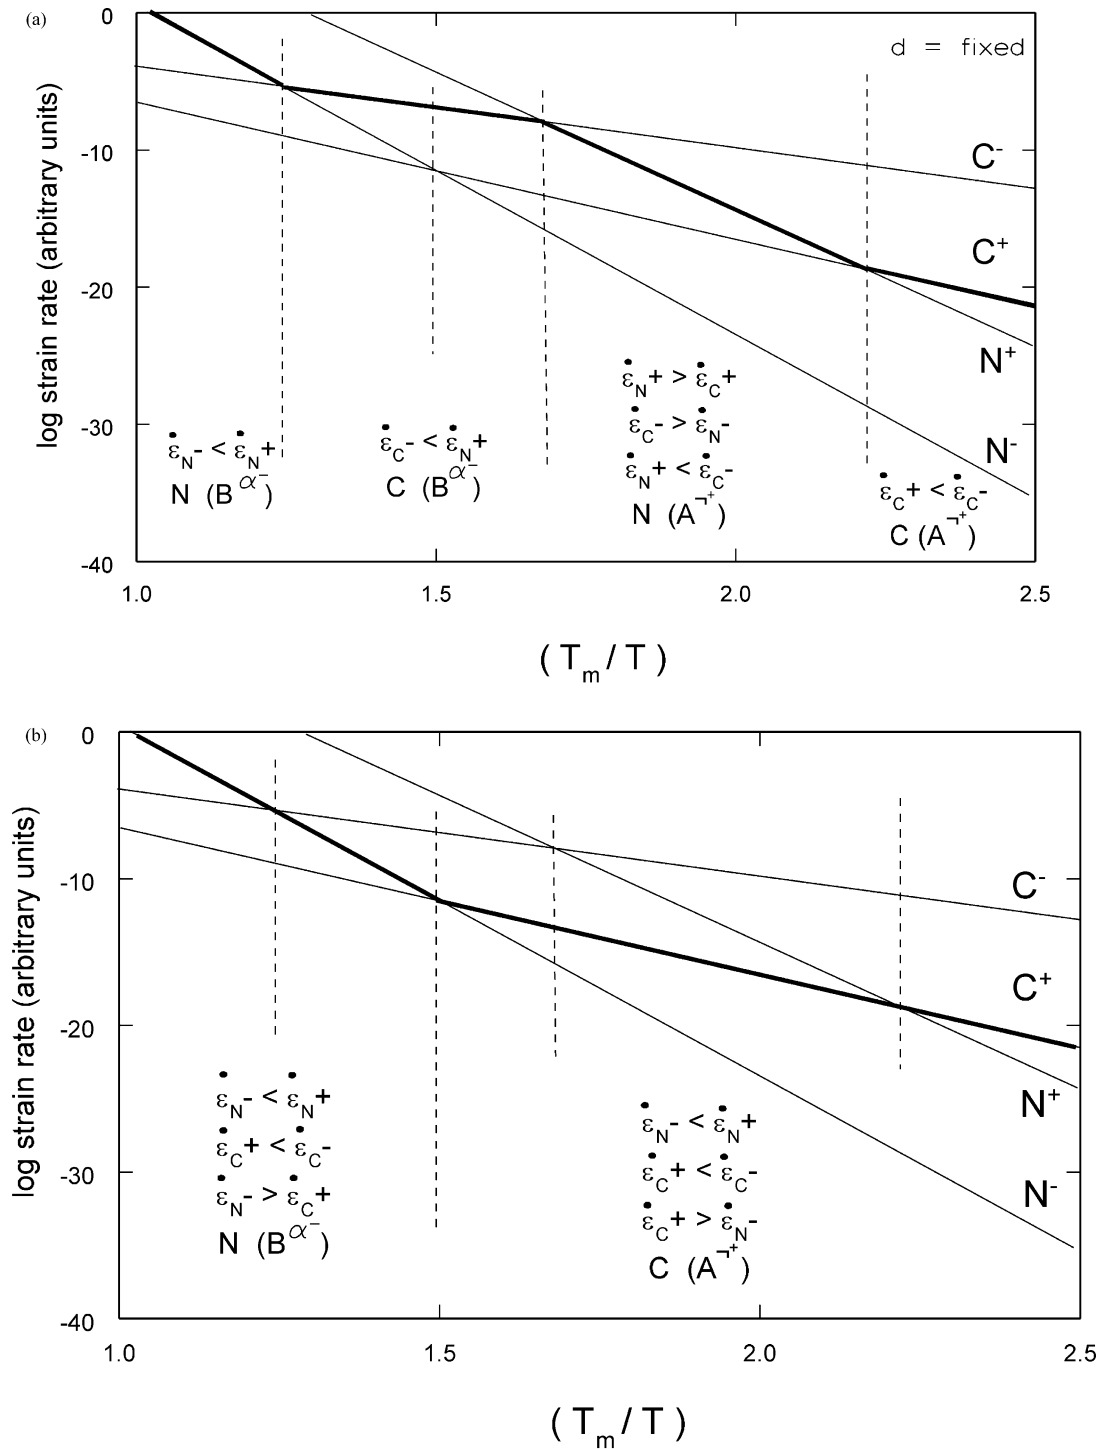 (a)
d = fixed
0
-10
-20
-30
-40
log strain rate (arbitrary units)
C-
C+
N+
N-
ε̇N- < ε̇N+
N (Bα-)
ε̇C- < ε̇N+
C (Bα-)
ε̇N+ > ε̇C+
ε̇C- > ε̇N-
ε̇N+ < ε̇C-
N (A¬+)
ε̇C+ < ε̇C-
C (A¬+)
1.0 1.5 2.0 2.5
( Tm / T )
(b)
0
-10
-20
-30
-40
log strain rate (arbitrary units)
C-
C+
N+
N-
ε̇N- < ε̇N+
ε̇C+ < ε̇C-
ε̇N- > ε̇C+
N (Bα-)
ε̇N- < ε̇N+
ε̇C+ < ε̇C-
ε̇C+ > ε̇N-
C (A¬+)
1.0 1.5 2.0 2.5
( Tm / T )